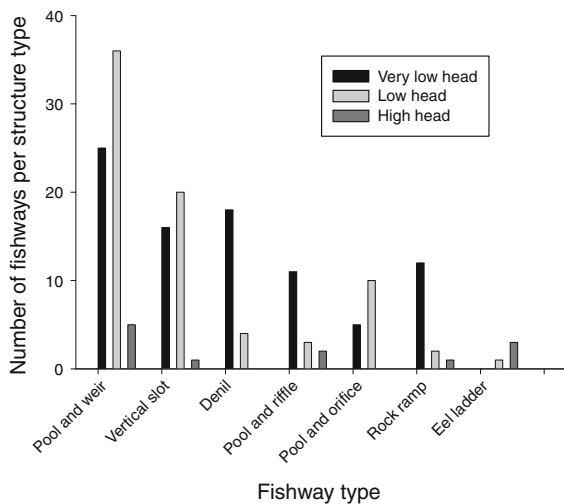 Number of fishways per structure type
40
30
20
10
0
Very low head
Low head
High head
Pool and weir
Vertical slot
Denil
Pool and riffle
Pool and orifice
Rock ramp
Eel ladder
Fishway type